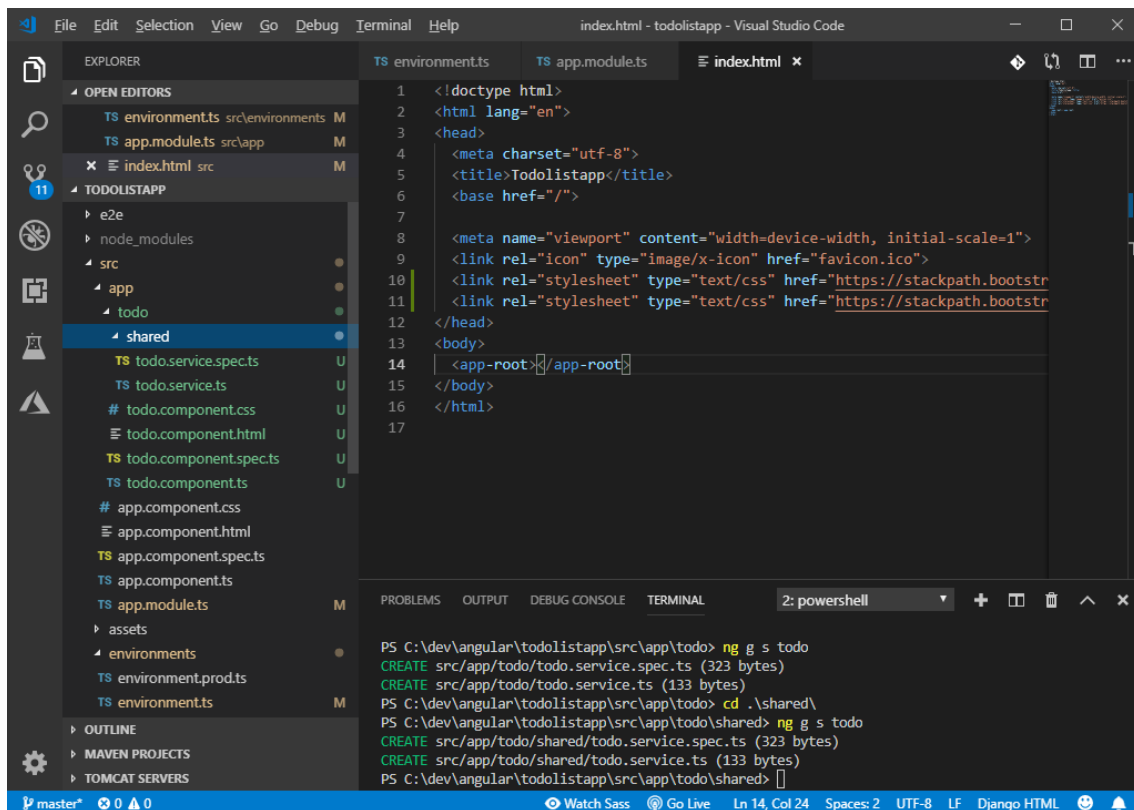 File Edit Selection View Go Debug Terminal Help index.html - todolistapp - Visual Studio Code
EXPLORER
OPEN EDITORS
TS environment.ts src\environments M
TS app.module.ts src\app M
index.html src M
11
TODOLISTAPP
e2e
node_modules
src
app
todo
shared
TS todo.service.spec.ts U
TS todo.service.ts U
# todo.component.css U
todo.component.html U
TS todo.component.spec.ts U
TS todo.component.ts U
# app.component.css
app.component.html
TS app.component.spec.ts
TS app.component.ts
TS app.module.ts M
assets
environments
TS environment.prod.ts
TS environment.ts M
OUTLINE
MAVEN PROJECTS
TOMCAT SERVERS
TS environment.ts TS app.module.ts index.html
1 <!doctype html>
2 <html lang="en">
3 <head>
4 <meta charset="utf-8">
5 <title>Todolistapp</title>
6 <base href="/">
7
8 <meta name="viewport" content="width=device-width, initial-scale=1">
9 <link rel="icon" type="image/x-icon" href="favicon.ico">
10 <link rel="stylesheet" type="text/css" href="https://stackpath.bootstr
11 <link rel="stylesheet" type="text/css" href="https://stackpath.bootstr
12 </head>
13 <body>
14 <app-root></app-root>
15 </body>
16 </html>
17
PROBLEMS OUTPUT DEBUG CONSOLE TERMINAL 2: powershell
PS C:\dev\angular\todolistapp\src\app\todo> ng g s todo
CREATE src/app/todo/todo.service.spec.ts (323 bytes)
CREATE src/app/todo/todo.service.ts (133 bytes)
PS C:\dev\angular\todolistapp\src\app\todo> cd .\shared\
PS C:\dev\angular\todolistapp\src\app\todo\shared> ng g s todo
CREATE src/app/todo/shared/todo.service.spec.ts (323 bytes)
CREATE src/app/todo/shared/todo.service.ts (133 bytes)
PS C:\dev\angular\todolistapp\src\app\todo\shared>
master* 0 0 Watch Sass Go Live Ln 14, Col 24 Spaces: 2 UTF-8 LF Django HTML